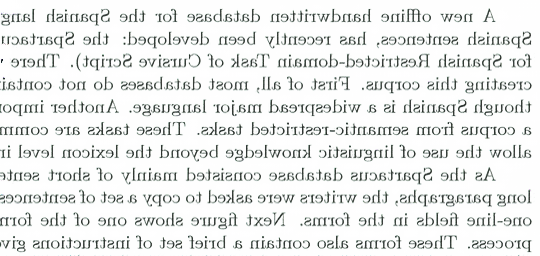 A new offline handwritten database for the Spanish lang
Spanish sentences, has recently been developed: the Spartacu
for Spanish Restricted-domain Task of Cursive Script). There
creating this corpus. First of all, most databases do not contai
though Spanish is a widespread major language. Another impo
a corpus from semantic-restricted tasks. These tasks are comm
allow the use of linguistic knowledge beyond the lexicon level i
As the Spartacus database consisted mainly of short sente
long paragraphs, the writers were asked to copy a set of sentences
one-line fields in the forms. Next figure shows one of the form
process. These forms also contain a brief set of instructions giv